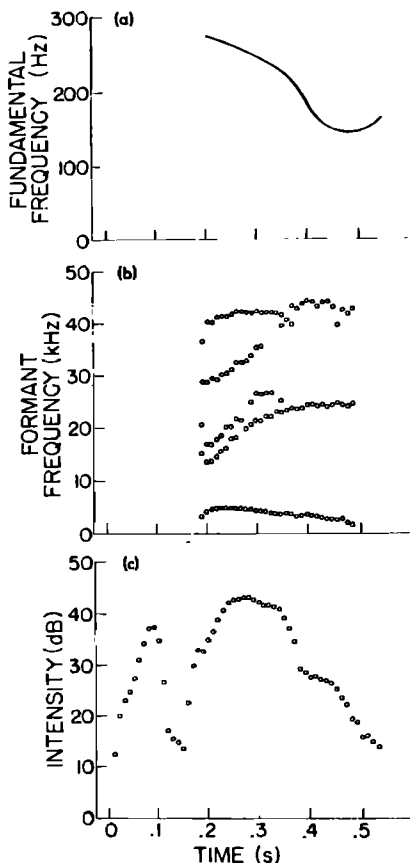 (a)
300
200
100
0
FUNDAMENTAL
FREQUENCY (Hz)
(b)
50
40
30
20
10
0
FORMANT
FREQUENCY (kHz)
(c)
50
40
30
20
10
0
INTENSITY (dB)
0 .1 .2 .3 .4 .5
TIME (s)